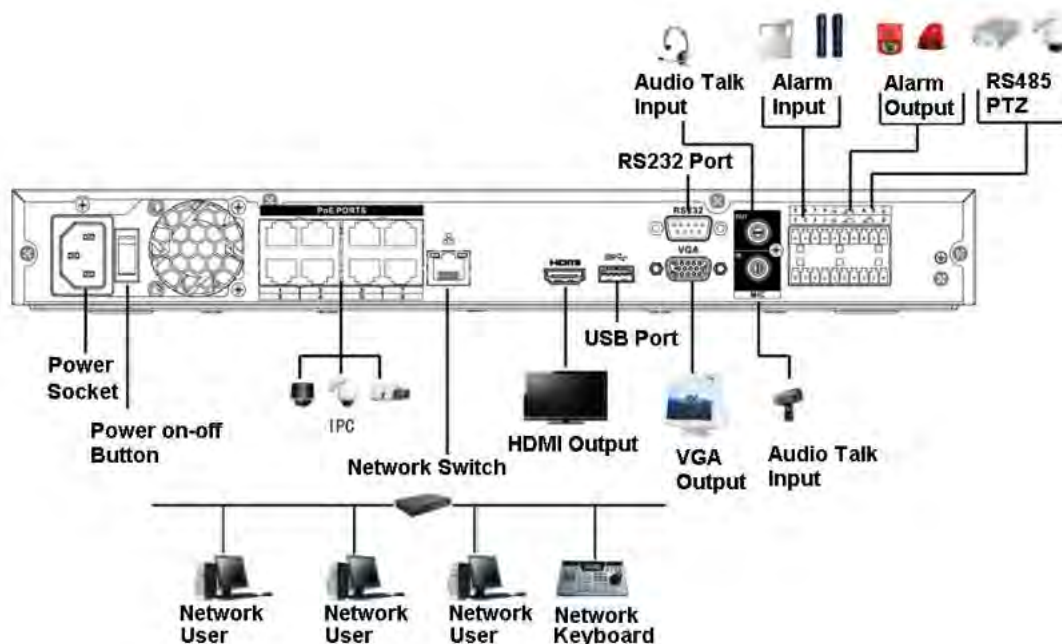 Audio Talk
Input
Alarm
Input
Alarm
Output
RS485
PTZ
RS232 Port
PoE PORTS
RS232
OUT
HDMI
VGA
MIC
USB Port
Power
Socket
IPC
Power on-off
Button
HDMI Output
Network Switch
VGA
Output
Audio Talk
Input
Network
User
Network
User
Network
User
Network
Keyboard